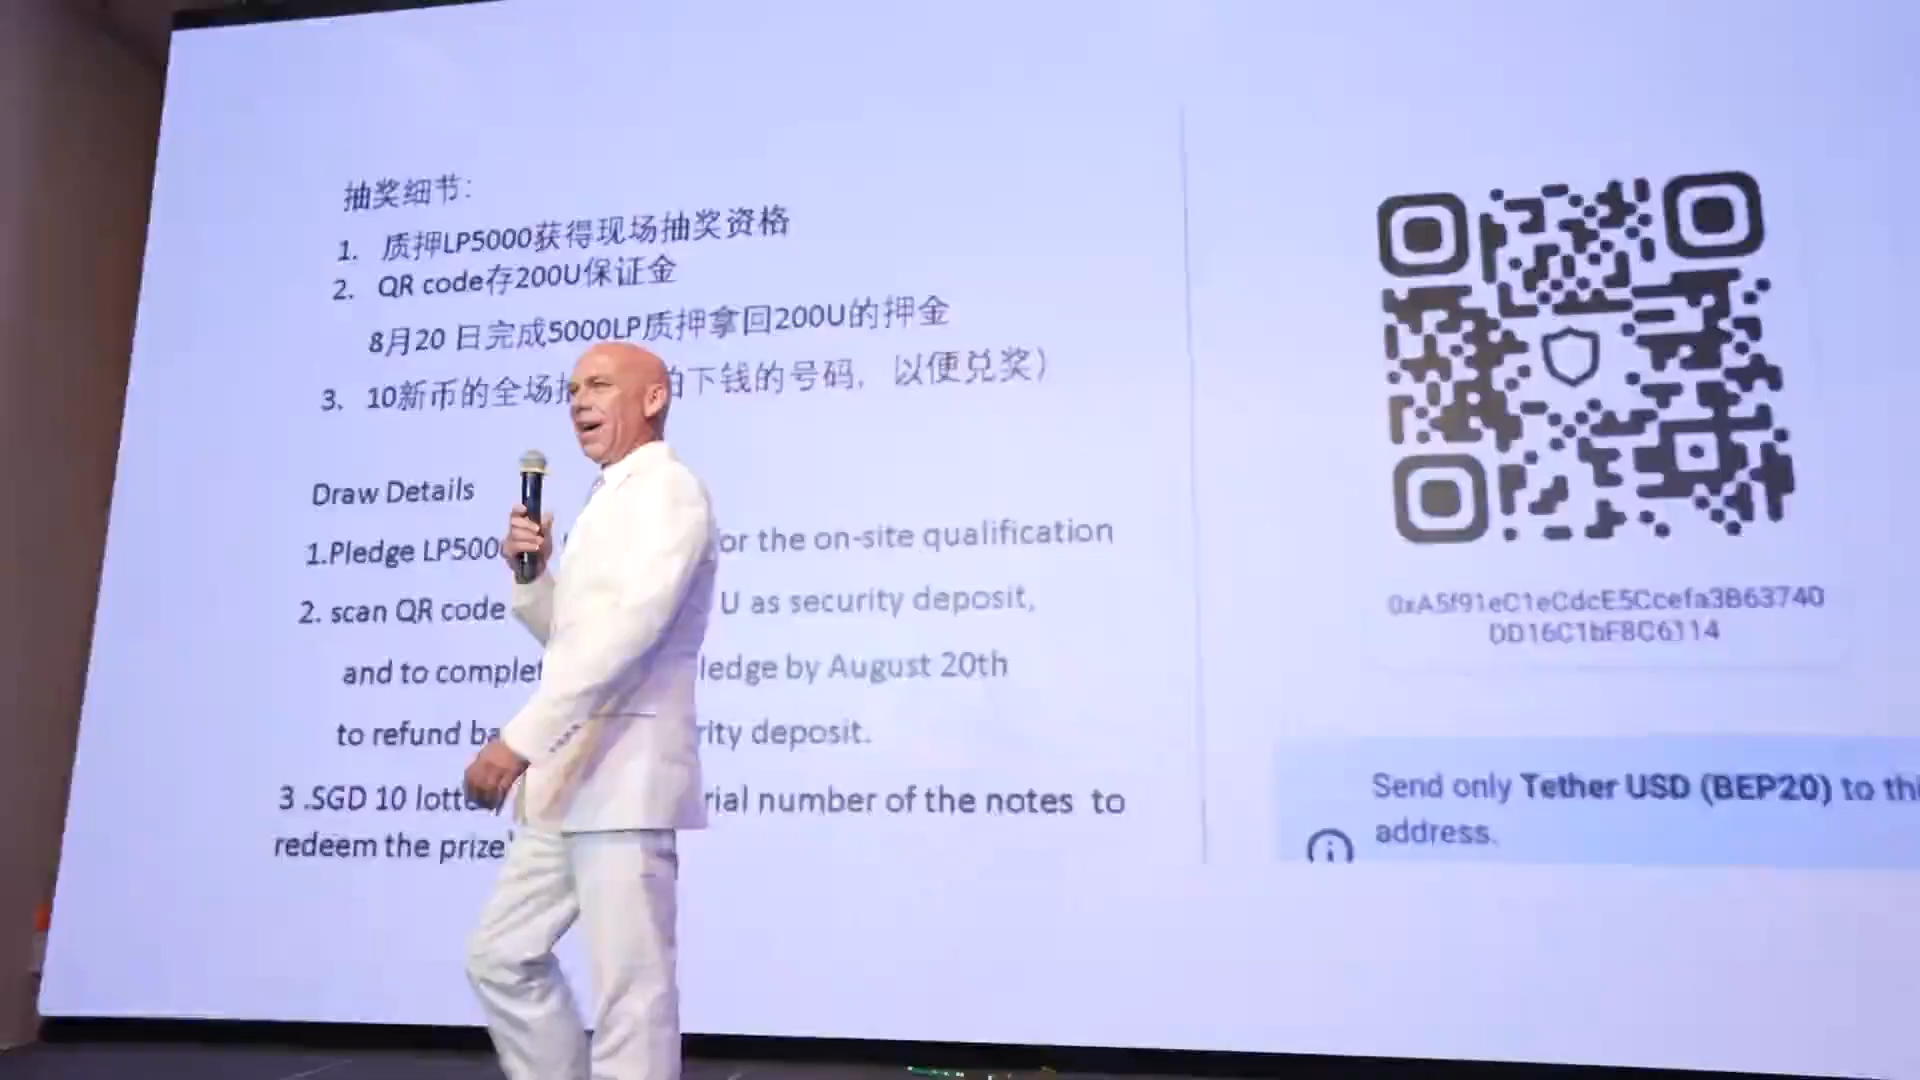 抽奖细节:
1. 质押LP5000获得现场抽奖资格
2. QR code存200U保证金
8月20 日完成5000LP质押拿回200U的押金
3、10新币的全场 下钱的号码，以便兑奖)
Draw Details
1.Pledge LP500 or the on-site qualification
2. scan QR code U as security deposit,
and to complet ledge by August 20th
to refund ba rity deposit.
3 .SGD 10 lotte rial number of the notes to
redeem the prize
0xA5f91eC1eCdcE5Ccefa3B63740
DD16C1bF8C6114
Send only Tether USD (BEP20) to thi
address.